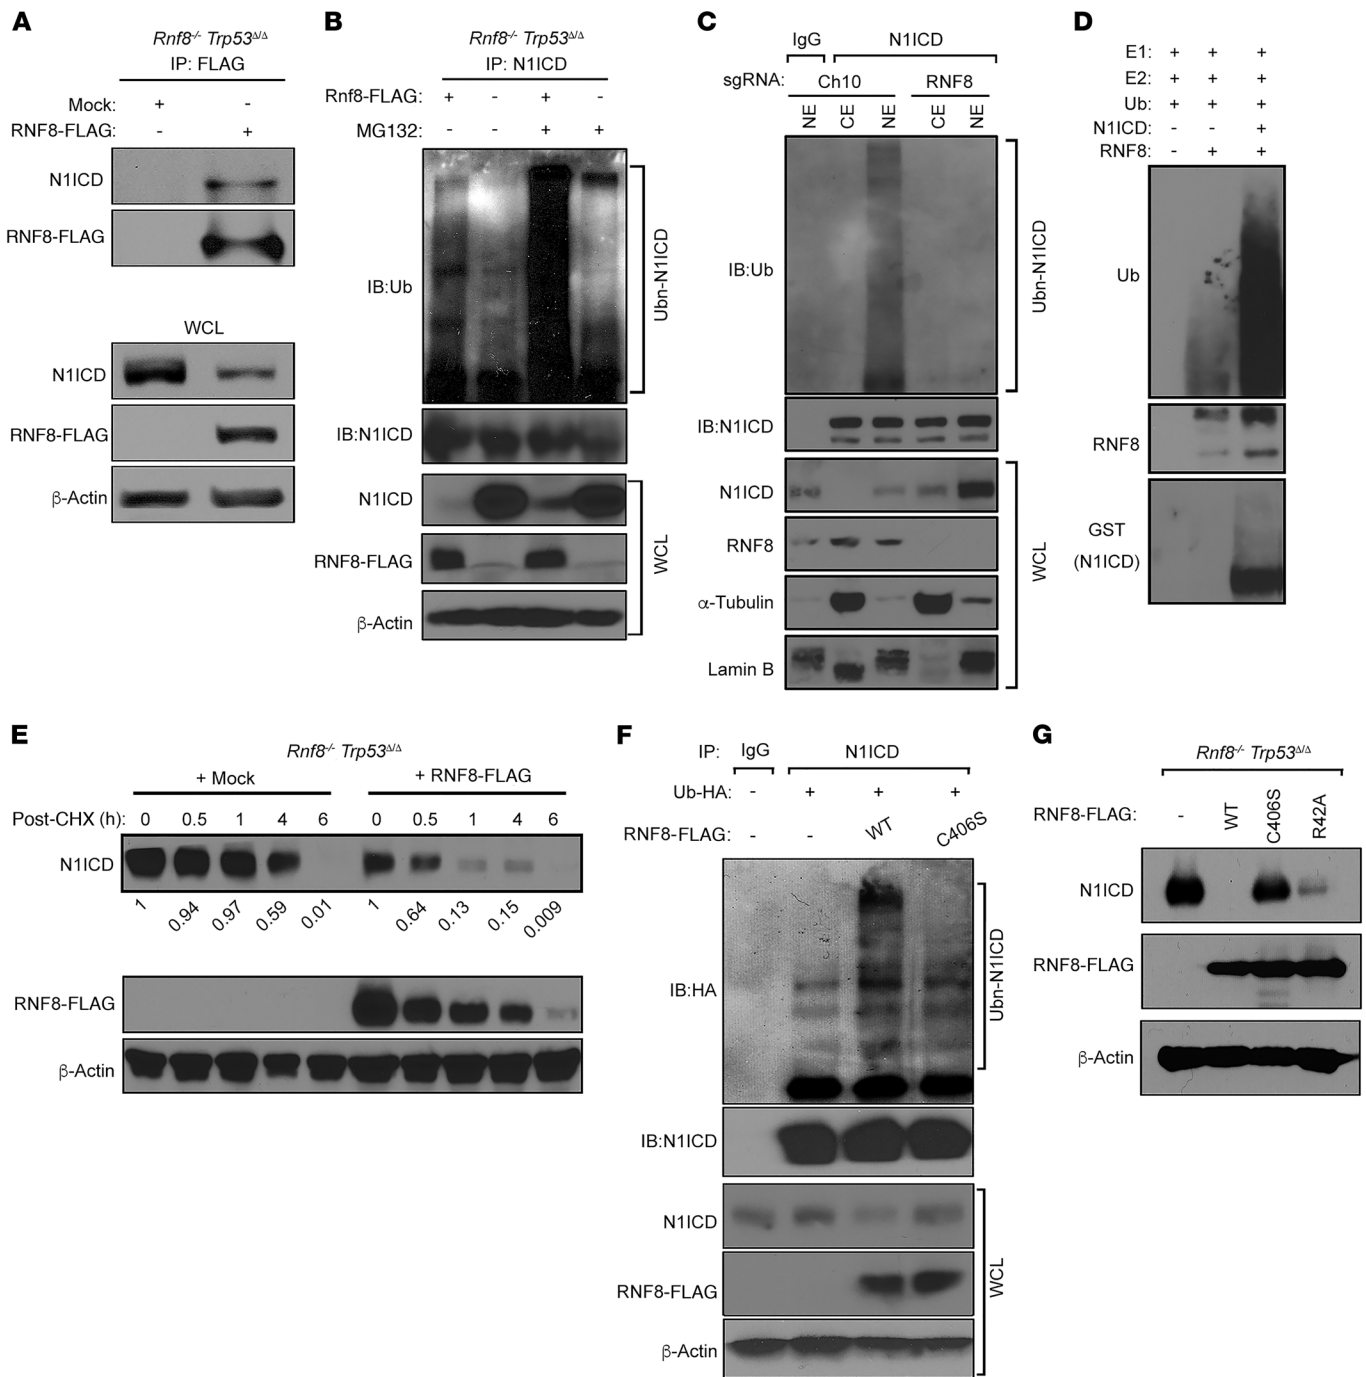 A
Rnf8-/- Trp53Δ/Δ
IP: FLAG
Mock: + -
RNF8-FLAG: - +
N1ICD
RNF8-FLAG
WCL
N1ICD
RNF8-FLAG
β-Actin
B
Rnf8-/- Trp53Δ/Δ
IP: N1ICD
Rnf8-FLAG: + - + -
MG132: - - + +
IB:Ub
Ubn-N1ICD
IB:N1ICD
N1ICD
RNF8-FLAG
β-Actin
WCL
C
IgG N1ICD
sgRNA: Ch10 RNF8
NE CE NE CE NE
IB:Ub
Ubn-N1ICD
IB:N1ICD
N1ICD
RNF8
α-Tubulin
Lamin B
WCL
D
E1: + + +
E2: + + +
Ub: + + +
N1ICD: - - +
RNF8: - + +
Ub
RNF8
GST
(N1ICD)
E
Rnf8-/- Trp53Δ/Δ
+ Mock + RNF8-FLAG
Post-CHX (h): 0 0.5 1 4 6 0 0.5 1 4 6
N1ICD
1 0.94 0.97 0.59 0.01 1 0.64 0.13 0.15 0.009
RNF8-FLAG
β-Actin
F
IP: IgG N1ICD
Ub-HA: - + + +
RNF8-FLAG: - - WT C406S
IB:HA
Ubn-N1ICD
IB:N1ICD
N1ICD
RNF8-FLAG
β-Actin
WCL
G
Rnf8-/- Trp53Δ/Δ
RNF8-FLAG: - WT C406S R42A
N1ICD
RNF8-FLAG
β-Actin